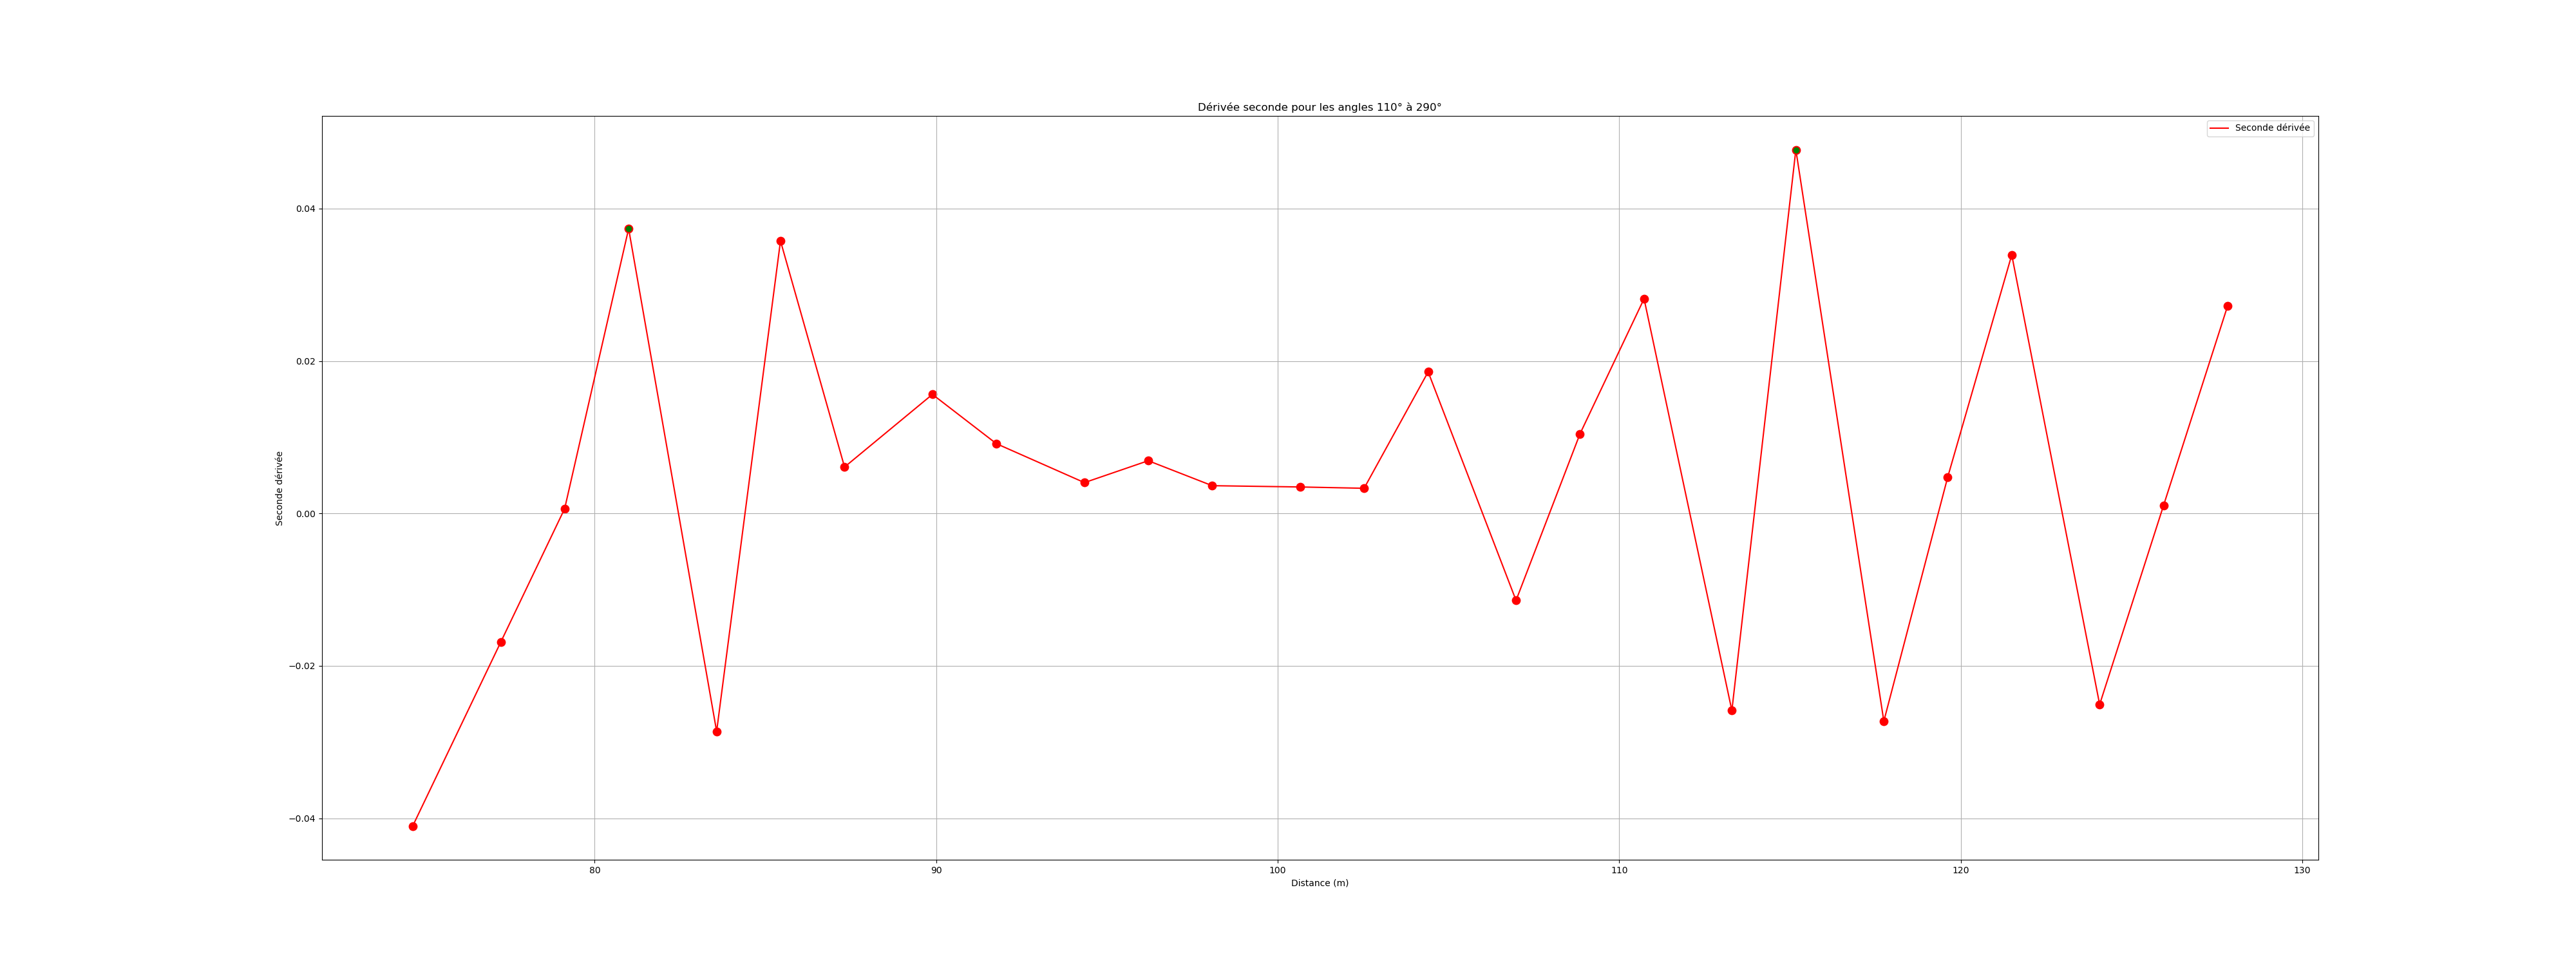 Dérivée seconde pour les angles 110° à 290°
Seconde dérivée
0.04
0.02
0.00
−0.02
−0.04
Seconde dérivée
80
90
100
110
120
130
Distance (m)